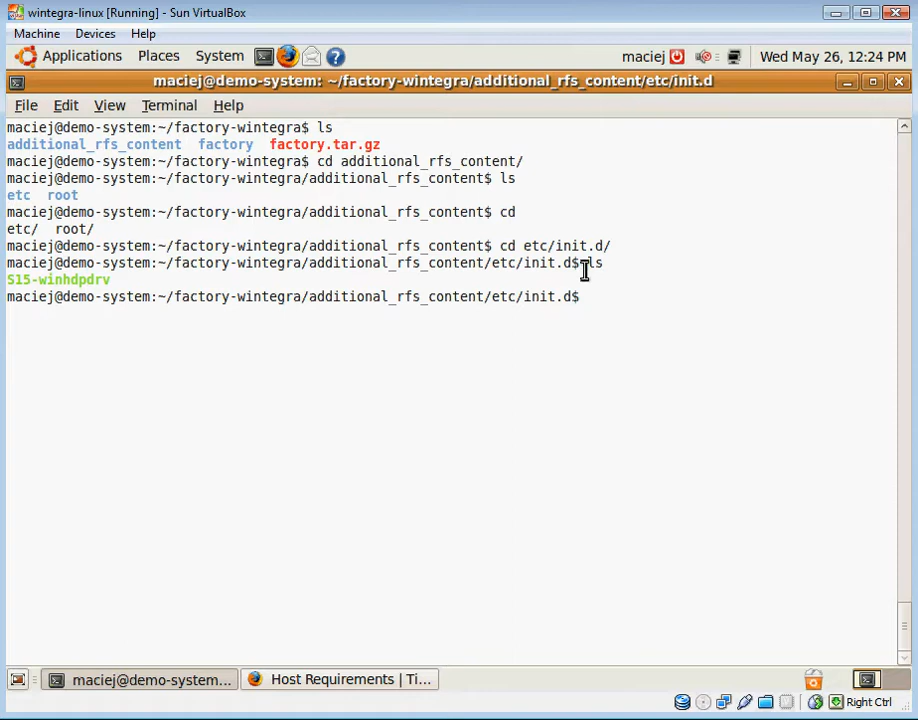 wintegra-linux [Running] - Sun VirtualBox
Machine Devices Help
Applications Places System maciej Wed May 26, 12:24 PM
maciej@demo-system: ~/factory-wintegra/additional_rfs_content/etc/init.d
File Edit View Terminal Help
maciej@demo-system:~/factory-wintegra$ ls
additional_rfs_content factory factory.tar.gz
maciej@demo-system:~/factory-wintegra$ cd additional_rfs_content/
maciej@demo-system:~/factory-wintegra/additional_rfs_content$ ls
etc root
maciej@demo-system:~/factory-wintegra/additional_rfs_content$ cd
etc/ root/
maciej@demo-system:~/factory-wintegra/additional_rfs_content$ cd etc/init.d/
maciej@demo-system:~/factory-wintegra/additional_rfs_content/etc/init.d$ ls
S15-winhdpdrv
maciej@demo-system:~/factory-wintegra/additional_rfs_content/etc/init.d$
maciej@demo-system... Host Requirements | Ti...
Right Ctrl